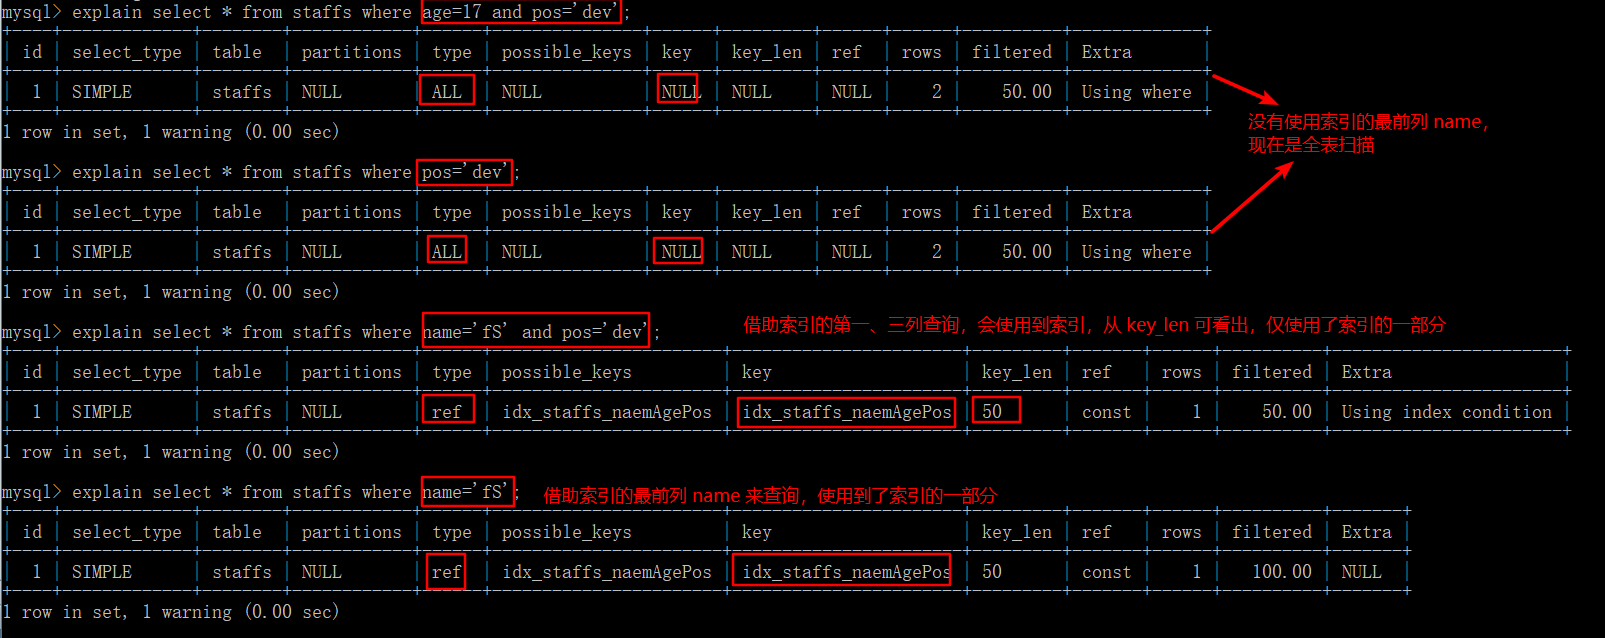 mysql> explain select * from staffs where age=17 and pos='dev';
| id | select_type | table | partitions | type | possible_keys | key | key_len | ref | rows | filtered | Extra |
| 1 | SIMPLE | staffs | NULL | ALL | NULL | NULL | NULL | NULL | 2 | 50.00 | Using where |
1 row in set, 1 warning (0.00 sec)
没有使用索引的最前列 name,
现在是全表扫描
mysql> explain select * from staffs where pos='dev';
| id | select_type | table | partitions | type | possible_keys | key | key_len | ref | rows | filtered | Extra |
| 1 | SIMPLE | staffs | NULL | ALL | NULL | NULL | NULL | NULL | 2 | 50.00 | Using where |
1 row in set, 1 warning (0.00 sec)
mysql> explain select * from staffs where name='fS' and pos='dev';
借助索引的第一、三列查询，会使用到索引，从 key_len 可看出，仅使用了索引的一部分
| id | select_type | table | partitions | type | possible_keys | key | key_len | ref | rows | filtered | Extra |
| 1 | SIMPLE | staffs | NULL | ref | idx_staffs_naemAgePos | idx_staffs_naemAgePos | 50 | const | 1 | 50.00 | Using index condition |
1 row in set, 1 warning (0.00 sec)
mysql> explain select * from staffs where name='fS';
借助索引的最前列 name 来查询，使用到了索引的一部分
| id | select_type | table | partitions | type | possible_keys | key | key_len | ref | rows | filtered | Extra |
| 1 | SIMPLE | staffs | NULL | ref | idx_staffs_naemAgePos | idx_staffs_naemAgePos | 50 | const | 1 | 100.00 | NULL |
1 row in set, 1 warning (0.00 sec)